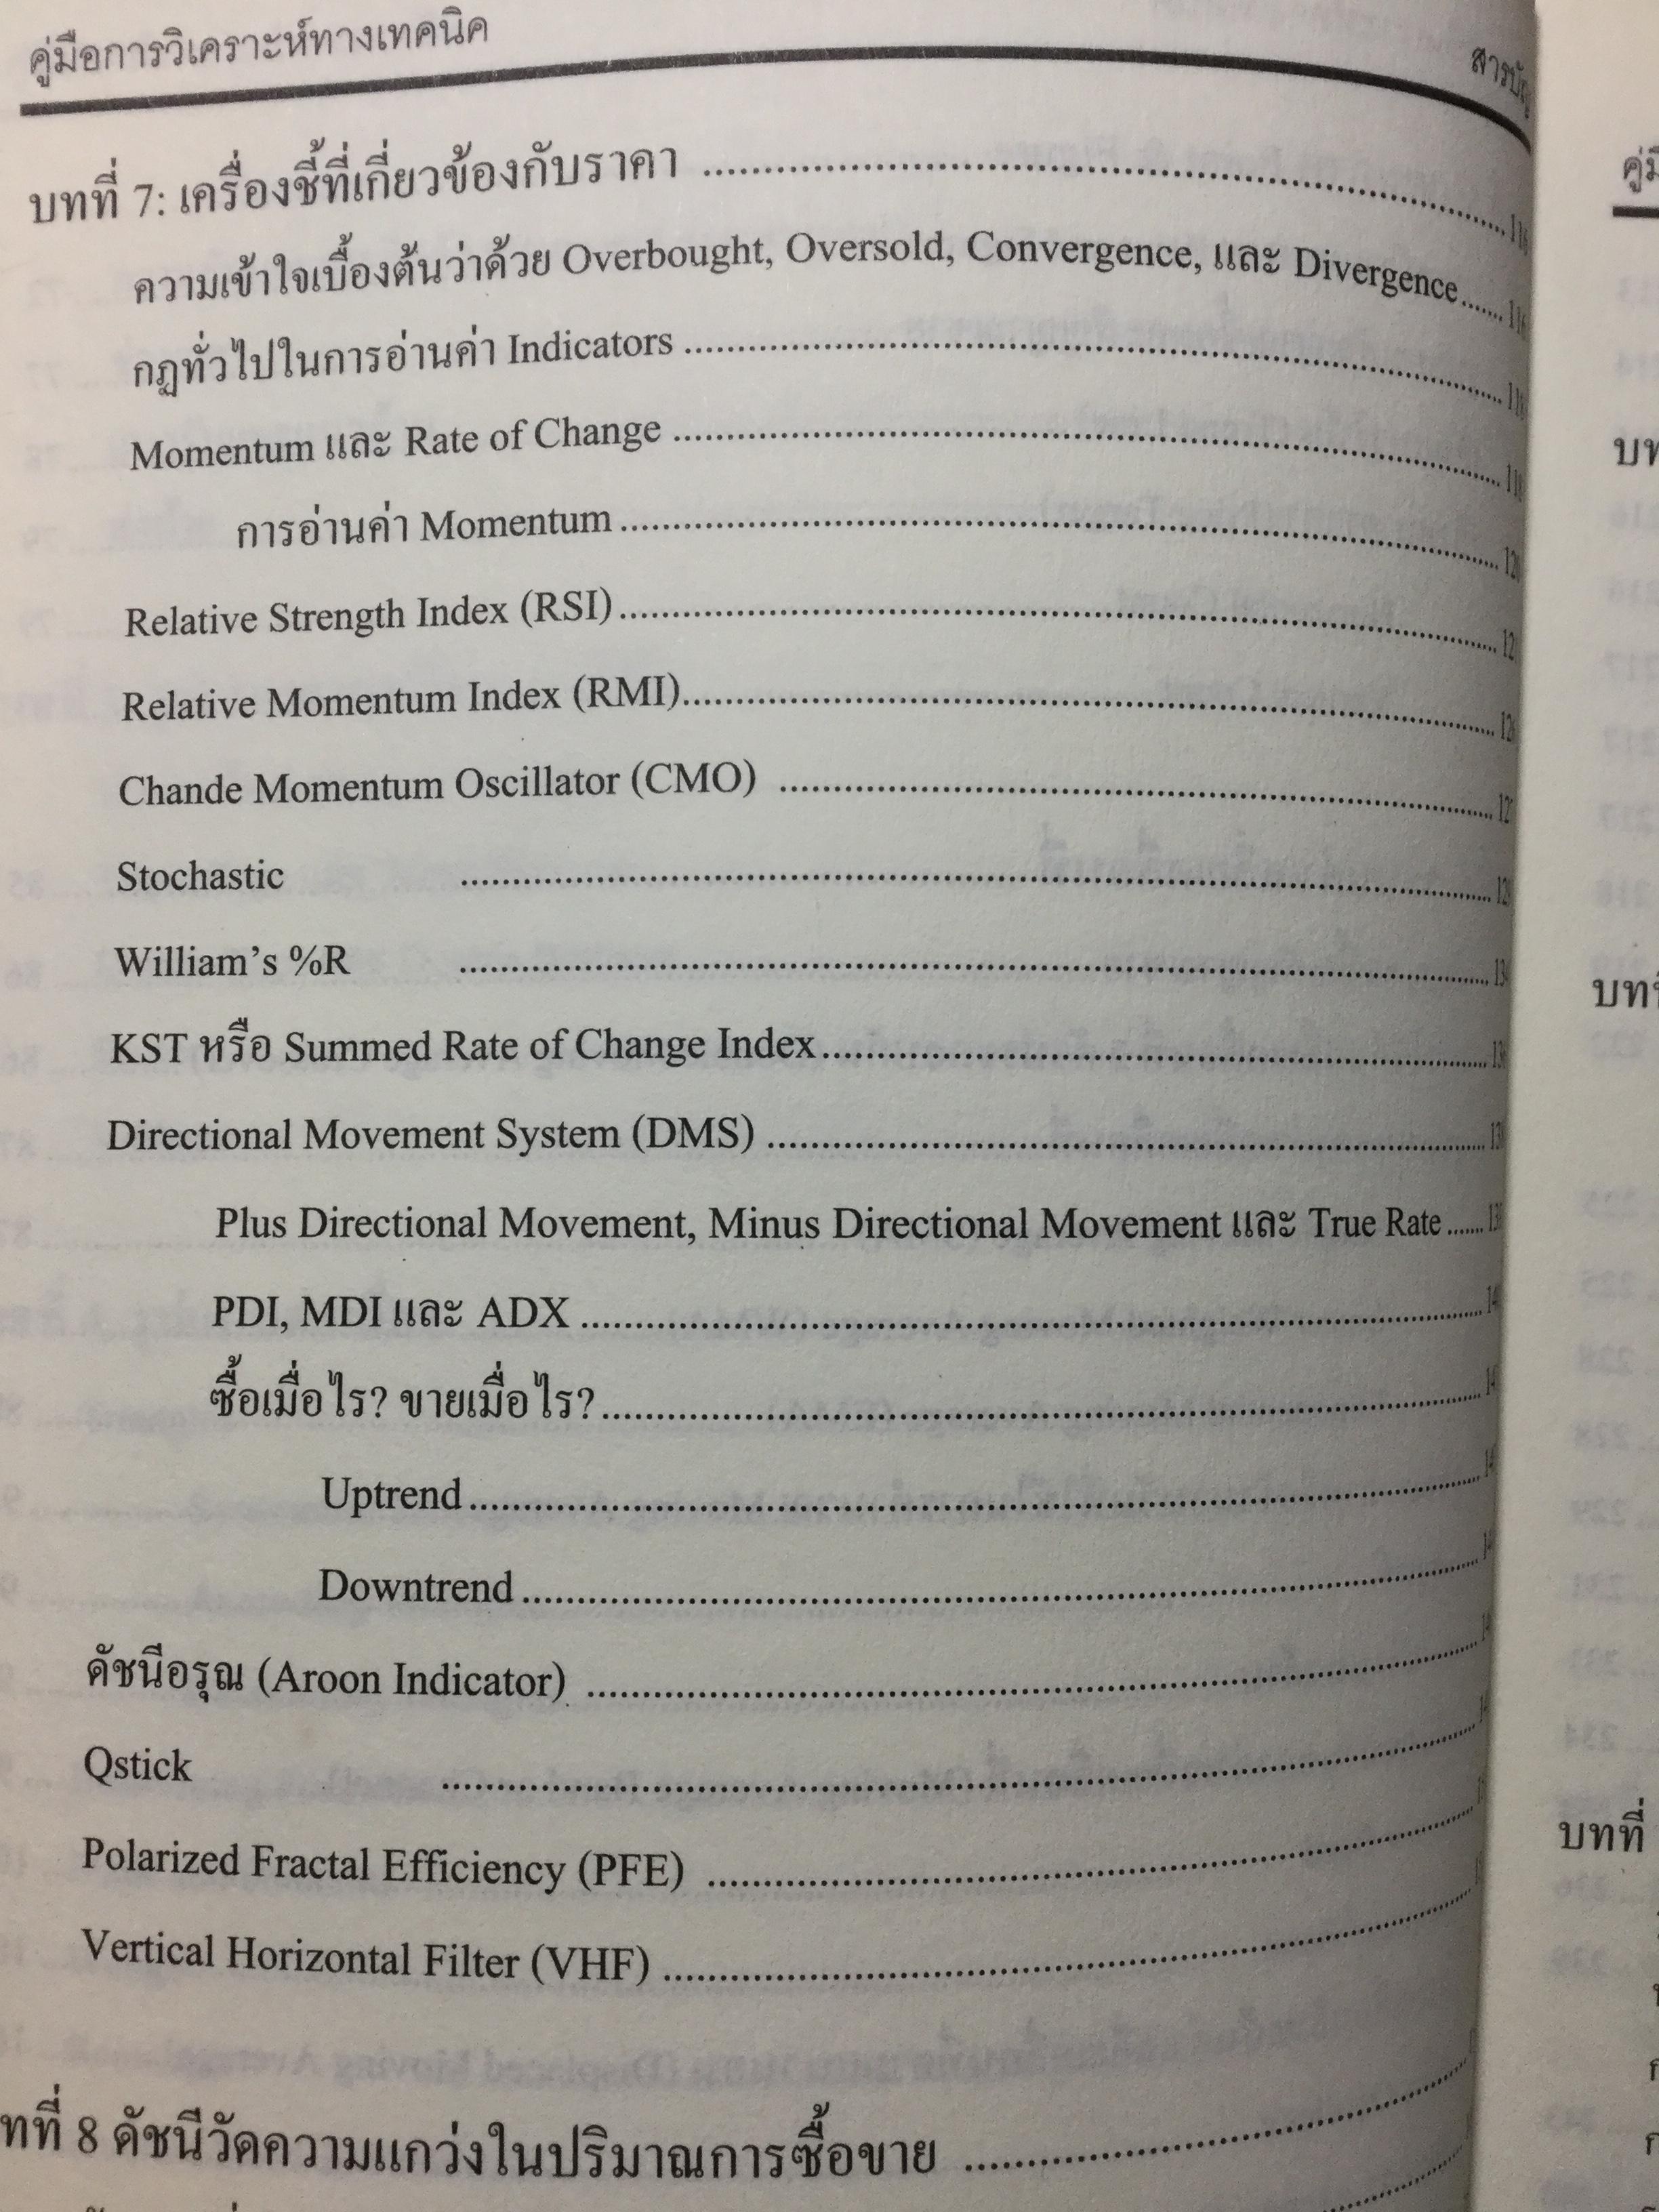 คู่มือการวิเคราะห์ทางเทคนิค
บทที่ 7: เครื่องชี้ที่เกี่ยวข้องกับราคา ........ 116
ความเข้าใจเบื้องต้นว่าด้วย Overbought, Oversold, Convergence, และ Divergence ........ 116
กฏทั่วไปในการอ่านค่า Indicators ........
Momentum และ Rate of Change ........
การอ่านค่า Momentum ........
Relative Strength Index (RSI) ........
Relative Momentum Index (RMI) ........
Chande Momentum Oscillator (CMO) ........
Stochastic ........
William's %R ........
KST หรือ Summed Rate of Change Index ........
Directional Movement System (DMS) ........
Plus Directional Movement, Minus Directional Movement และ True Rate ........
PDI, MDI และ ADX ........
ซื้อเมื่อไร? ขายเมื่อไร? ........
Uptrend ........
Downtrend ........
ดัชนีอรุณ (Aroon Indicator) ........
Qstick ........
Polarized Fractal Efficiency (PFE) ........
Vertical Horizontal Filter (VHF) ........
ทที่ 8 ดัชนีวัดความแกว่งในปริมาณการซื้อขาย ........
บทที่